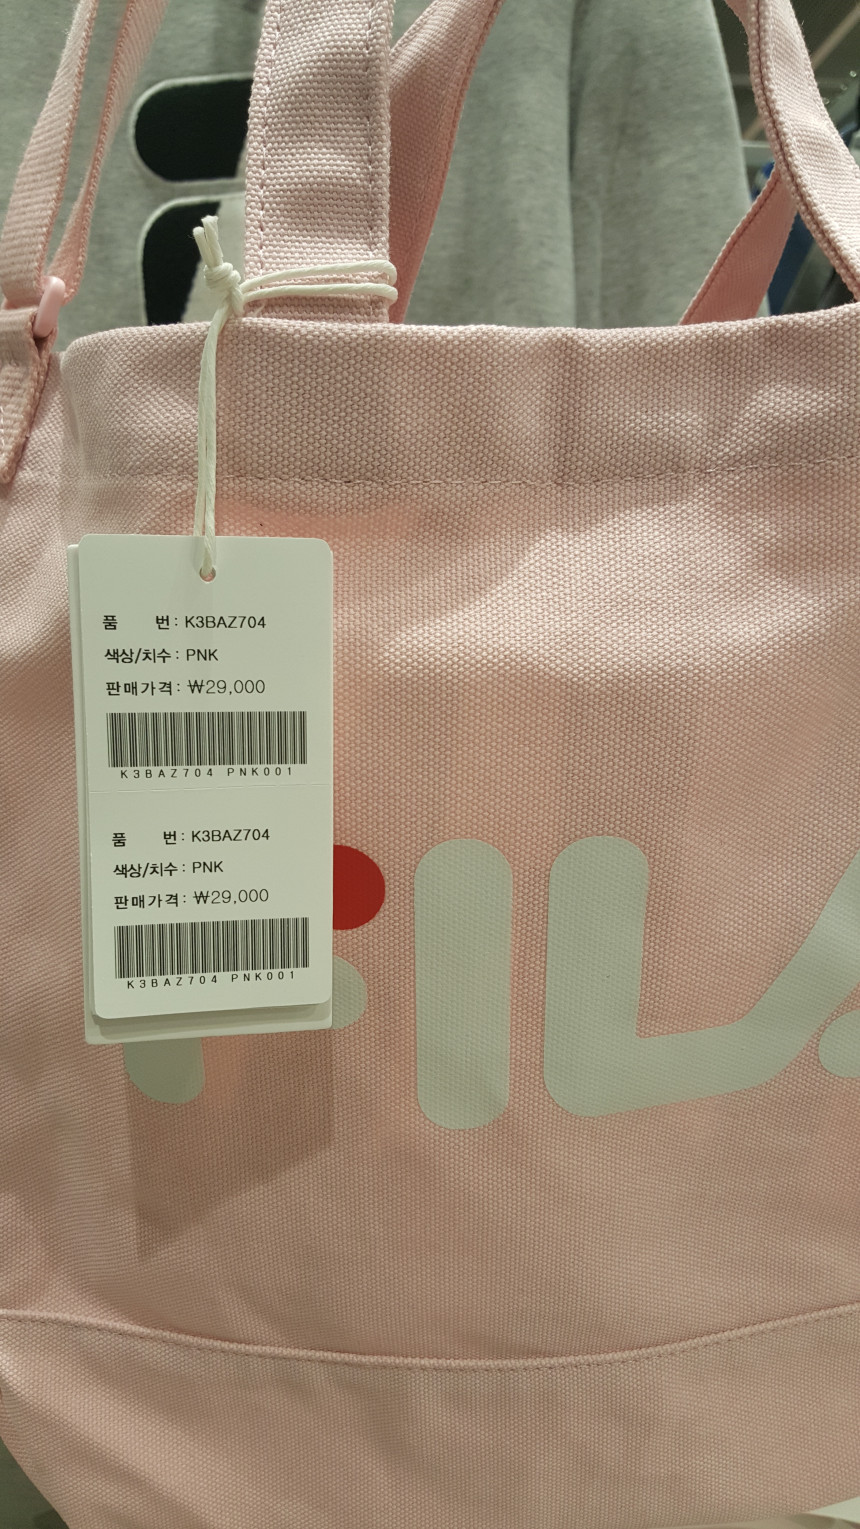 품 번 : K3BAZ704
색상/치수 : PNK
판매가격 : ₩29,000
K3BAZ704 PNK001
품 번 : K3BAZ704
색상/치수 : PNK
판매가격 : ₩29,000
K3BAZ704 PNK001
FILA